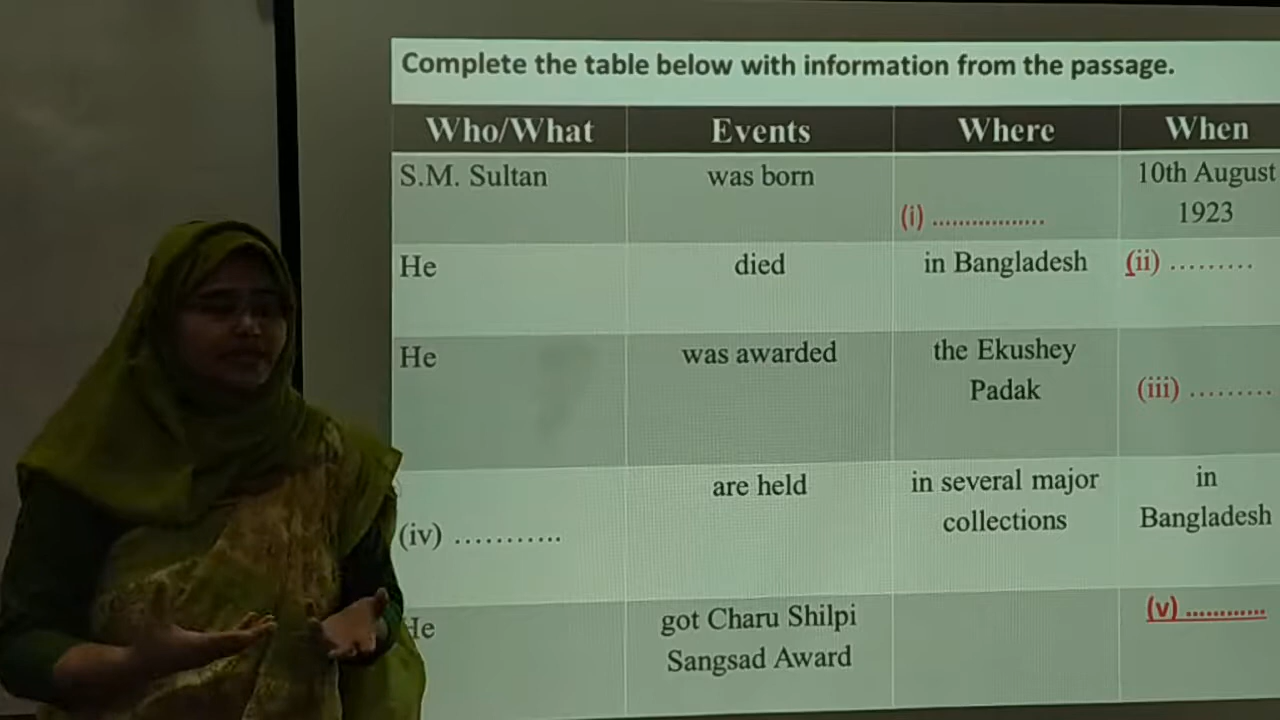 Complete the table below with information from the passage.
Who/What Events Where When
S.M. Sultan was born (i) ................. 10th August
1923
He died in Bangladesh (ii) .........
He was awarded the Ekushey
Padak (iii) .........
(iv) ........... are held in several major
collections in
Bangladesh
He got Charu Shilpi
Sangsad Award (v) ............